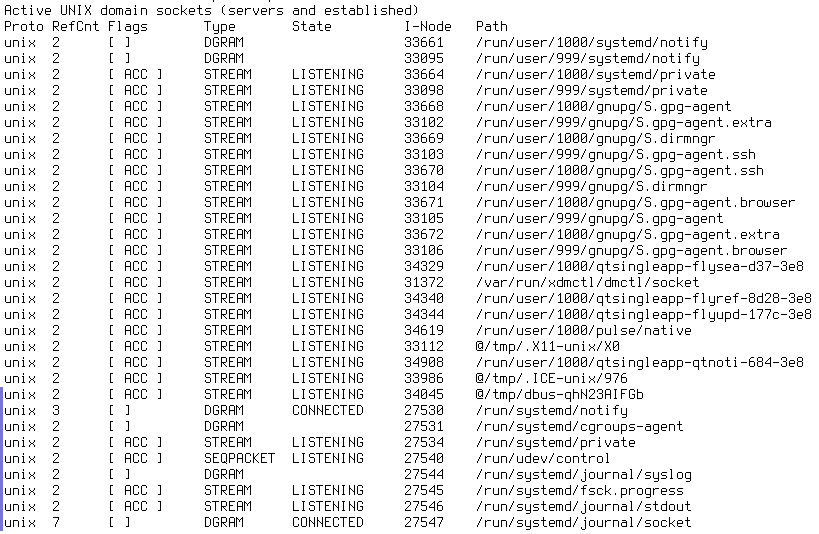 Active UNIX domain sockets (servers and established)
Proto RefCnt Flags       Type       State         I-Node   Path
unix  2      [ ]         DGRAM                    33661    /run/user/1000/systemd/notify
unix  2      [ ]         DGRAM                    33095    /run/user/999/systemd/notify
unix  2      [ ACC ]     STREAM     LISTENING     33664    /run/user/1000/systemd/private
unix  2      [ ACC ]     STREAM     LISTENING     33098    /run/user/999/systemd/private
unix  2      [ ACC ]     STREAM     LISTENING     33668    /run/user/1000/gnupg/S.gpg-agent
unix  2      [ ACC ]     STREAM     LISTENING     33102    /run/user/999/gnupg/S.gpg-agent.extra
unix  2      [ ACC ]     STREAM     LISTENING     33669    /run/user/1000/gnupg/S.dirmngr
unix  2      [ ACC ]     STREAM     LISTENING     33103    /run/user/999/gnupg/S.gpg-agent.ssh
unix  2      [ ACC ]     STREAM     LISTENING     33670    /run/user/1000/gnupg/S.gpg-agent.ssh
unix  2      [ ACC ]     STREAM     LISTENING     33104    /run/user/999/gnupg/S.dirmngr
unix  2      [ ACC ]     STREAM     LISTENING     33671    /run/user/1000/gnupg/S.gpg-agent.browser
unix  2      [ ACC ]     STREAM     LISTENING     33105    /run/user/999/gnupg/S.gpg-agent
unix  2      [ ACC ]     STREAM     LISTENING     33672    /run/user/1000/gnupg/S.gpg-agent.extra
unix  2      [ ACC ]     STREAM     LISTENING     33106    /run/user/999/gnupg/S.gpg-agent.browser
unix  2      [ ACC ]     STREAM     LISTENING     34329    /run/user/1000/qtsingleapp-flysea-d37-3e8
unix  2      [ ACC ]     STREAM     LISTENING     31372    /var/run/xdmctl/dmctl/socket
unix  2      [ ACC ]     STREAM     LISTENING     34340    /run/user/1000/qtsingleapp-flyref-8d28-3e8
unix  2      [ ACC ]     STREAM     LISTENING     34344    /run/user/1000/qtsingleapp-flyupd-177c-3e8
unix  2      [ ACC ]     STREAM     LISTENING     34619    /run/user/1000/pulse/native
unix  2      [ ACC ]     STREAM     LISTENING     33112    @/tmp/.X11-unix/X0
unix  2      [ ACC ]     STREAM     LISTENING     34908    /run/user/1000/qtsingleapp-qtnoti-684-3e8
unix  2      [ ACC ]     STREAM     LISTENING     33986    @/tmp/.ICE-unix/976
unix  2      [ ACC ]     STREAM     LISTENING     34045    @/tmp/dbus-qhN23AIFGb
unix  3      [ ]         DGRAM      CONNECTED     27530    /run/systemd/notify
unix  2      [ ]         DGRAM                    27531    /run/systemd/cgroups-agent
unix  2      [ ACC ]     STREAM     LISTENING     27534    /run/systemd/private
unix  2      [ ACC ]     SEQPACKET  LISTENING     27540    /run/udev/control
unix  2      [ ]         DGRAM                    27544    /run/systemd/journal/syslog
unix  2      [ ACC ]     STREAM     LISTENING     27545    /run/systemd/fsck.progress
unix  2      [ ACC ]     STREAM     LISTENING     27546    /run/systemd/journal/stdout
unix  7      [ ]         DGRAM      CONNECTED     27547    /run/systemd/journal/socket